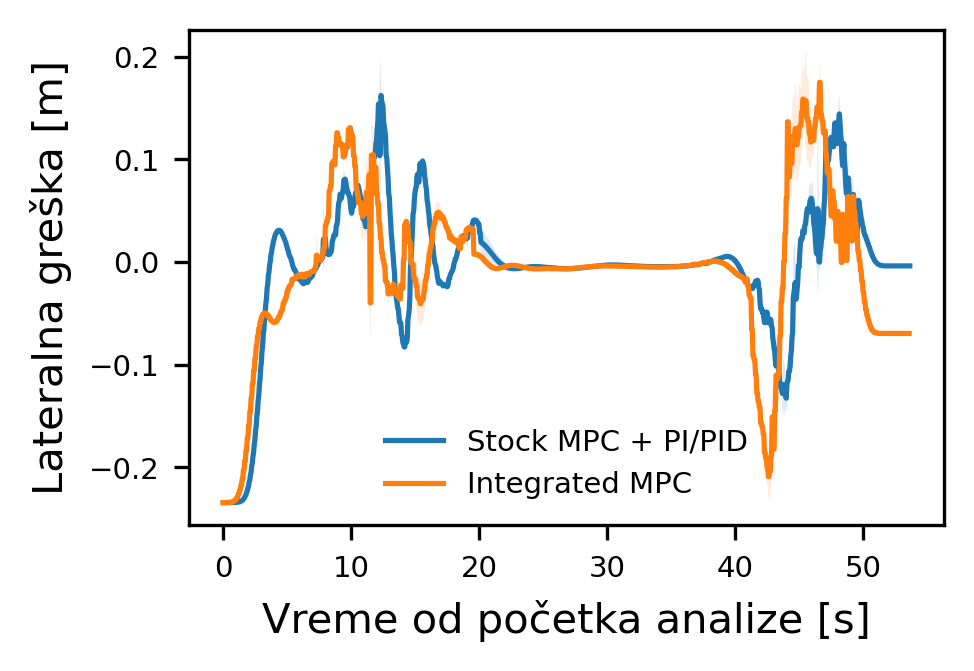 Lateralna greška [m]
0.2
0.1
0.0
−0.1
−0.2
Stock MPC + PI/PID
Integrated MPC
0 10 20 30 40 50
Vreme od početka analize [s]